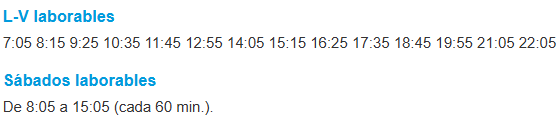 L-V laborables
7:05 8:15 9:25 10:35 11:45 12:55 14:05 15:15 16:25 17:35 18:45 19:55 21:05 22:05
Sábados laborables
De 8:05 a 15:05 (cada 60 min.).